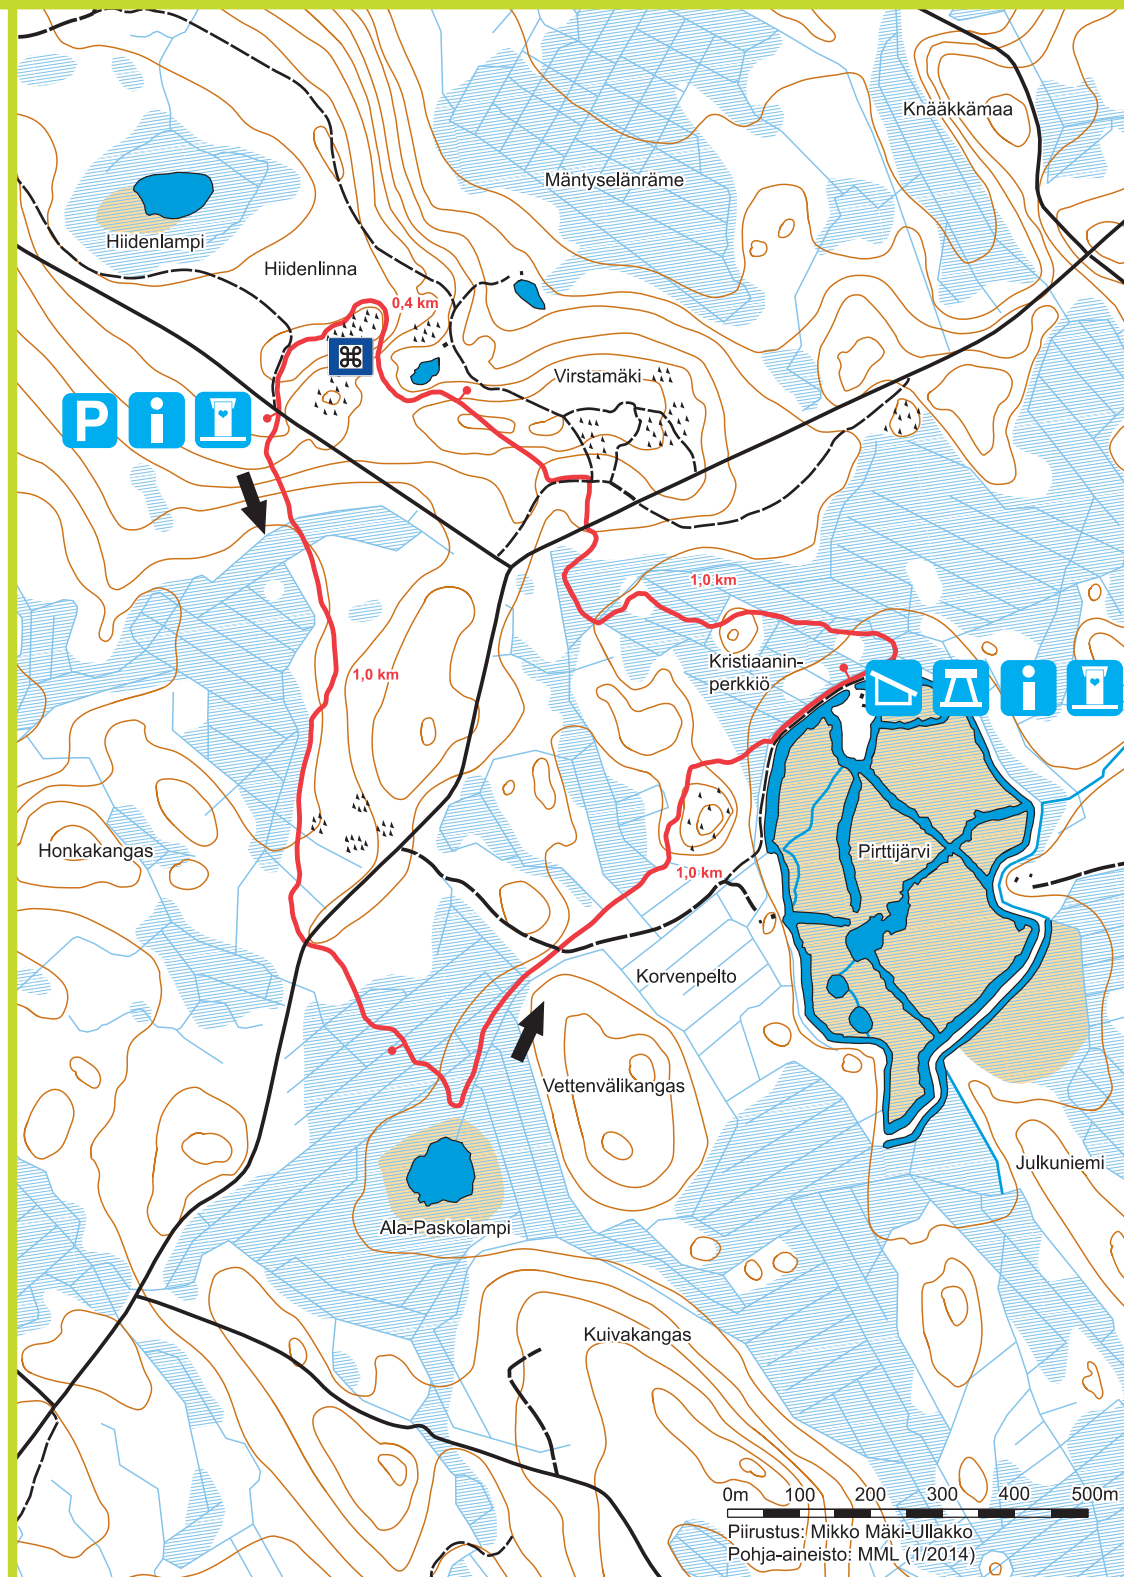 Knääkkämaa
Mäntyselänräme
Hiidenlampi
Hiidenlinna
0,4 km
Virstamäki
P i
1,0 km
Kristiaanin-
perkkiö
i
1,0 km
Honkakangas
Pirttijärvi
1,0 km
Korvenpelto
Vettenvälikangas
Julkuniemi
Ala-Paskolampi
Kuivakangas
0m 100 200 300 400 500m
Piirustus: Mikko Mäki-Ullakko
Pohja-aineisto: MML (1/2014)